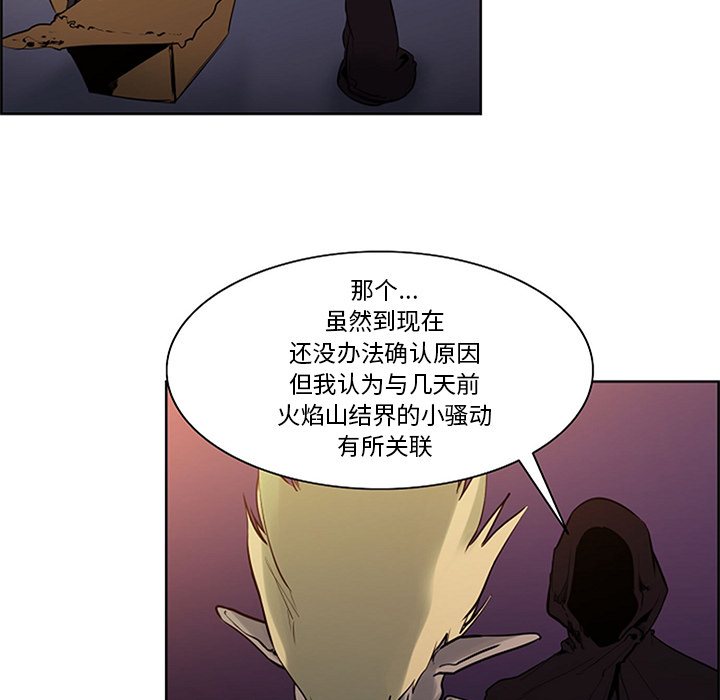 那个...
虽然到现在
还没办法确认原因
但我认为与几天前
火焰山结界的小骚动
有所关联